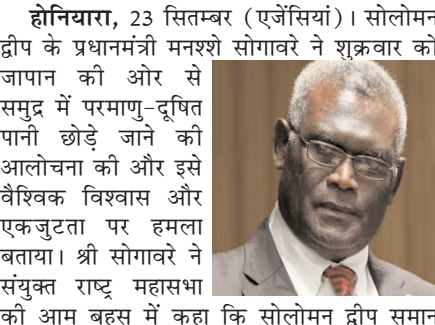 होनियारा, 23 सितम्बर (एजेंसियां)। सोलोमन
द्वीप के प्रधानमंत्री मनश्शे सोगावरे ने शुक्रवार को
जापान की ओर से
समुद्र में परमाणु-दूषित
पानी छोड़े जाने की
आलोचना की और इसे
वैश्विक विश्वास और
एकजुटता पर हमला
बताया। श्री सोगावरे ने
संयुक्त राष्ट्र महासभा
की आम बहस में कहा कि सोलोमन द्वीप समान